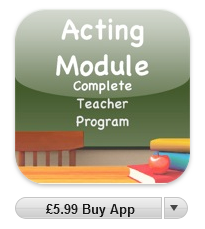 Acting
Module
Complete
Teacher
Program
£5.99 Buy App